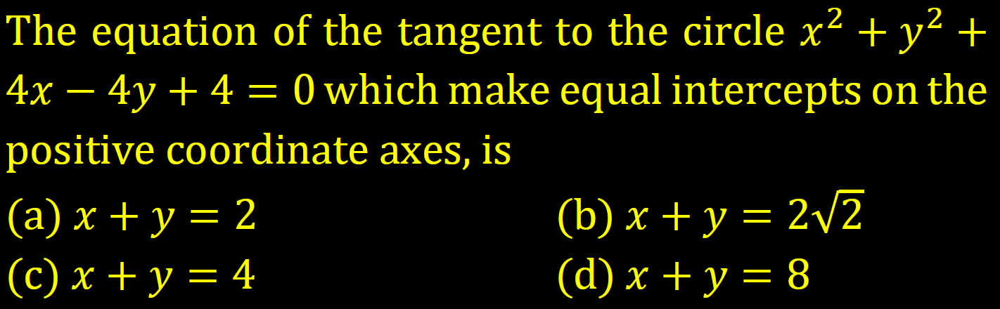 The equation of the tangent to the circle x² + y² +
4x − 4y + 4 = 0 which make equal intercepts on the
positive coordinate axes, is
(a) x + y = 2 (b) x + y = 2√2
(c) x + y = 4 (d) x + y = 8